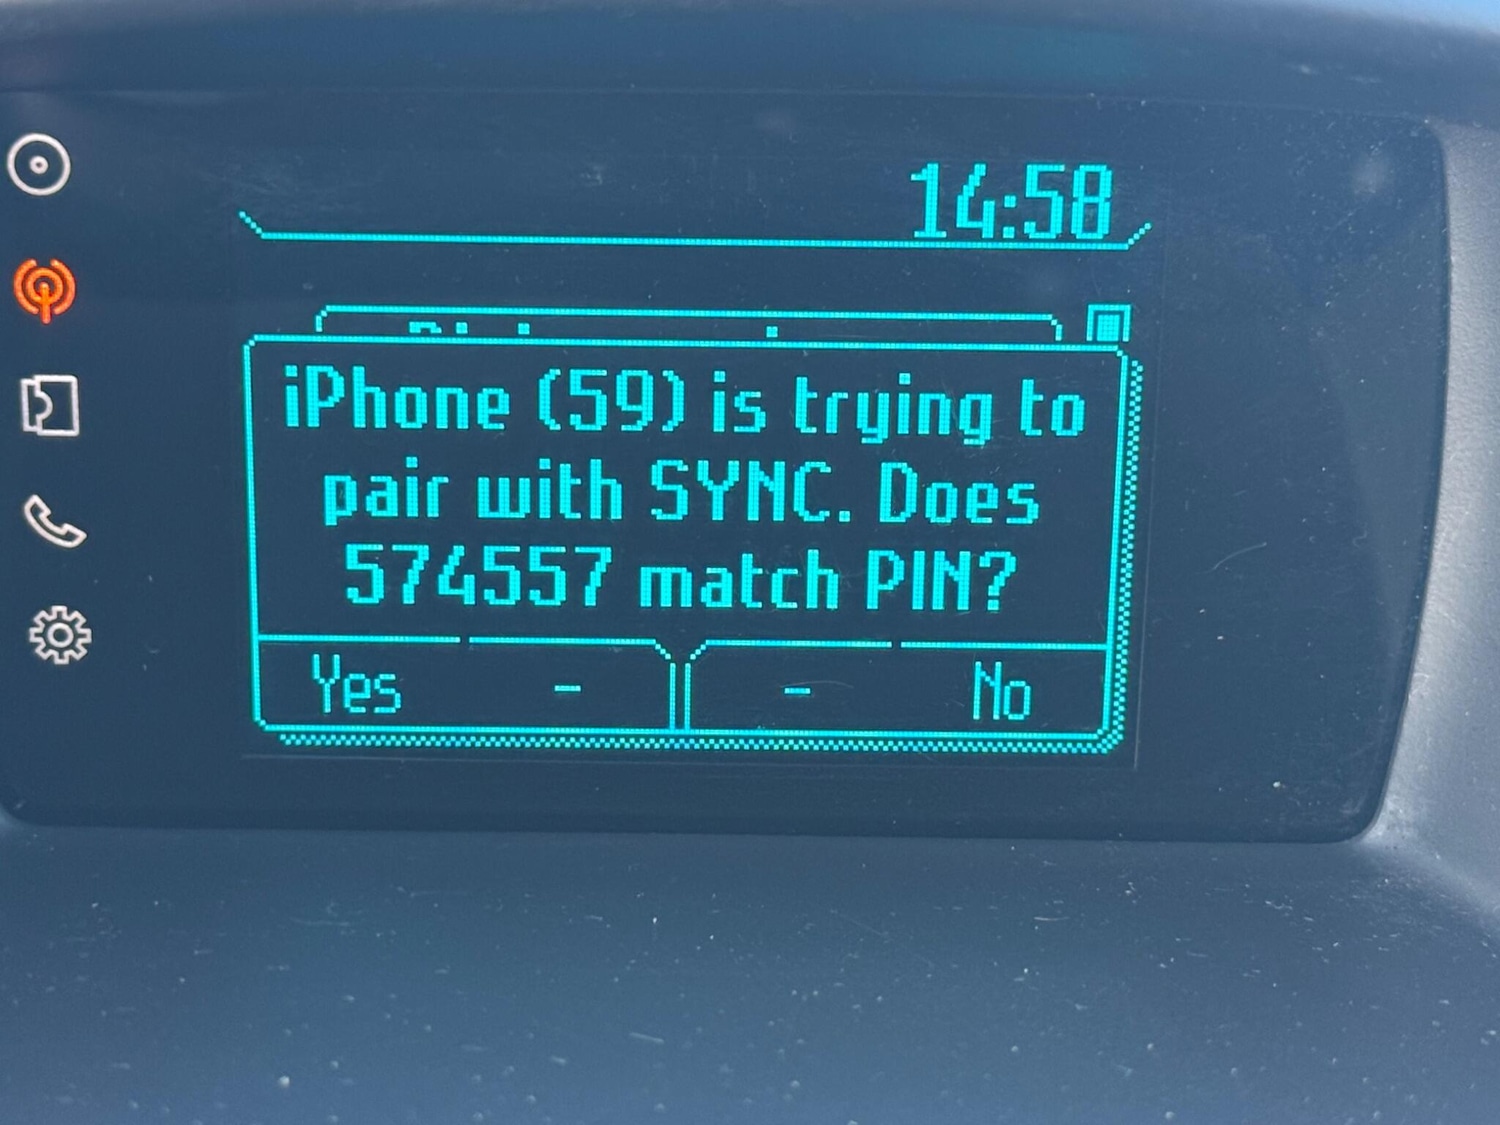 14:58
iPhone (59) is trying to
pair with SYNC. Does
574557 match PIN?
Yes - - No